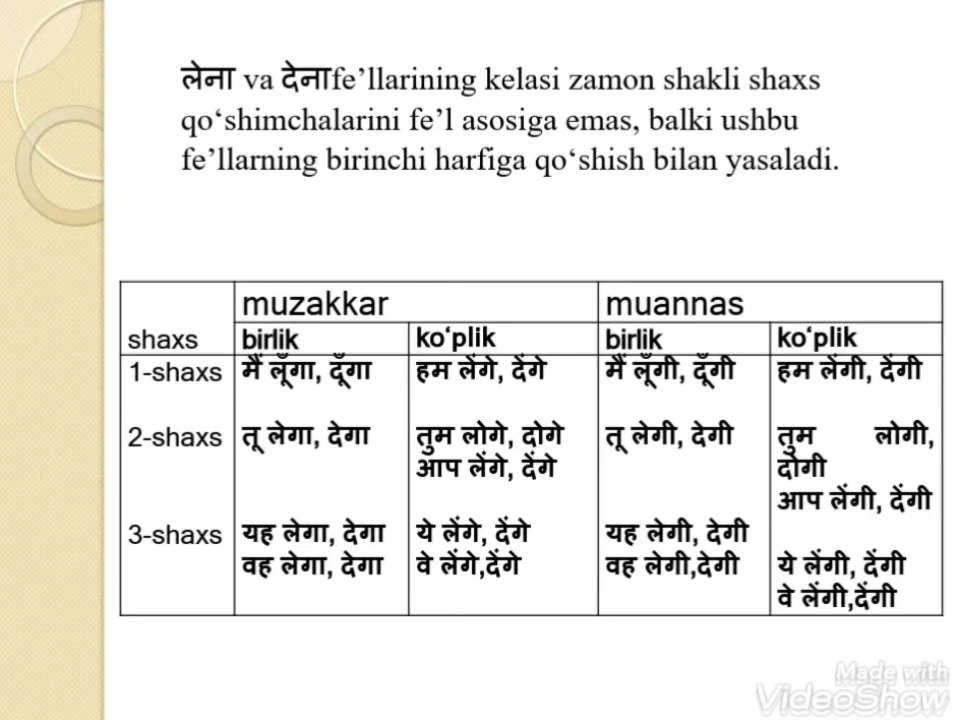 लेना va देनाfe’llarining kelasi zamon shakli shaxs
qo‘shimchalarini fe’l asosiga emas, balki ushbu
fe’llarning birinchi harfiga qo‘shish bilan yasaladi.
shaxs muzakkar muannas
birlik ko‘plik birlik ko‘plik
1-shaxs मैं लूँगा, दूँगा हम लेंगे, देंगे मैं लूँगी, दूँगी हम लेंगी, देंगी
2-shaxs तू लेगा, देगा तुम लोगे, दोगे तू लेगी, देगी तुम लोगी,
आप लेंगे, देंगे दोगी
आप लेंगी, देंगी
3-shaxs यह लेगा, देगा ये लेंगे, देंगे यह लेगी, देगी
वह लेगा, देगा वे लेंगे,देंगे वह लेगी,देगी ये लेंगी, देंगी
वे लेंगी,देंगी
Made with
VideoShow